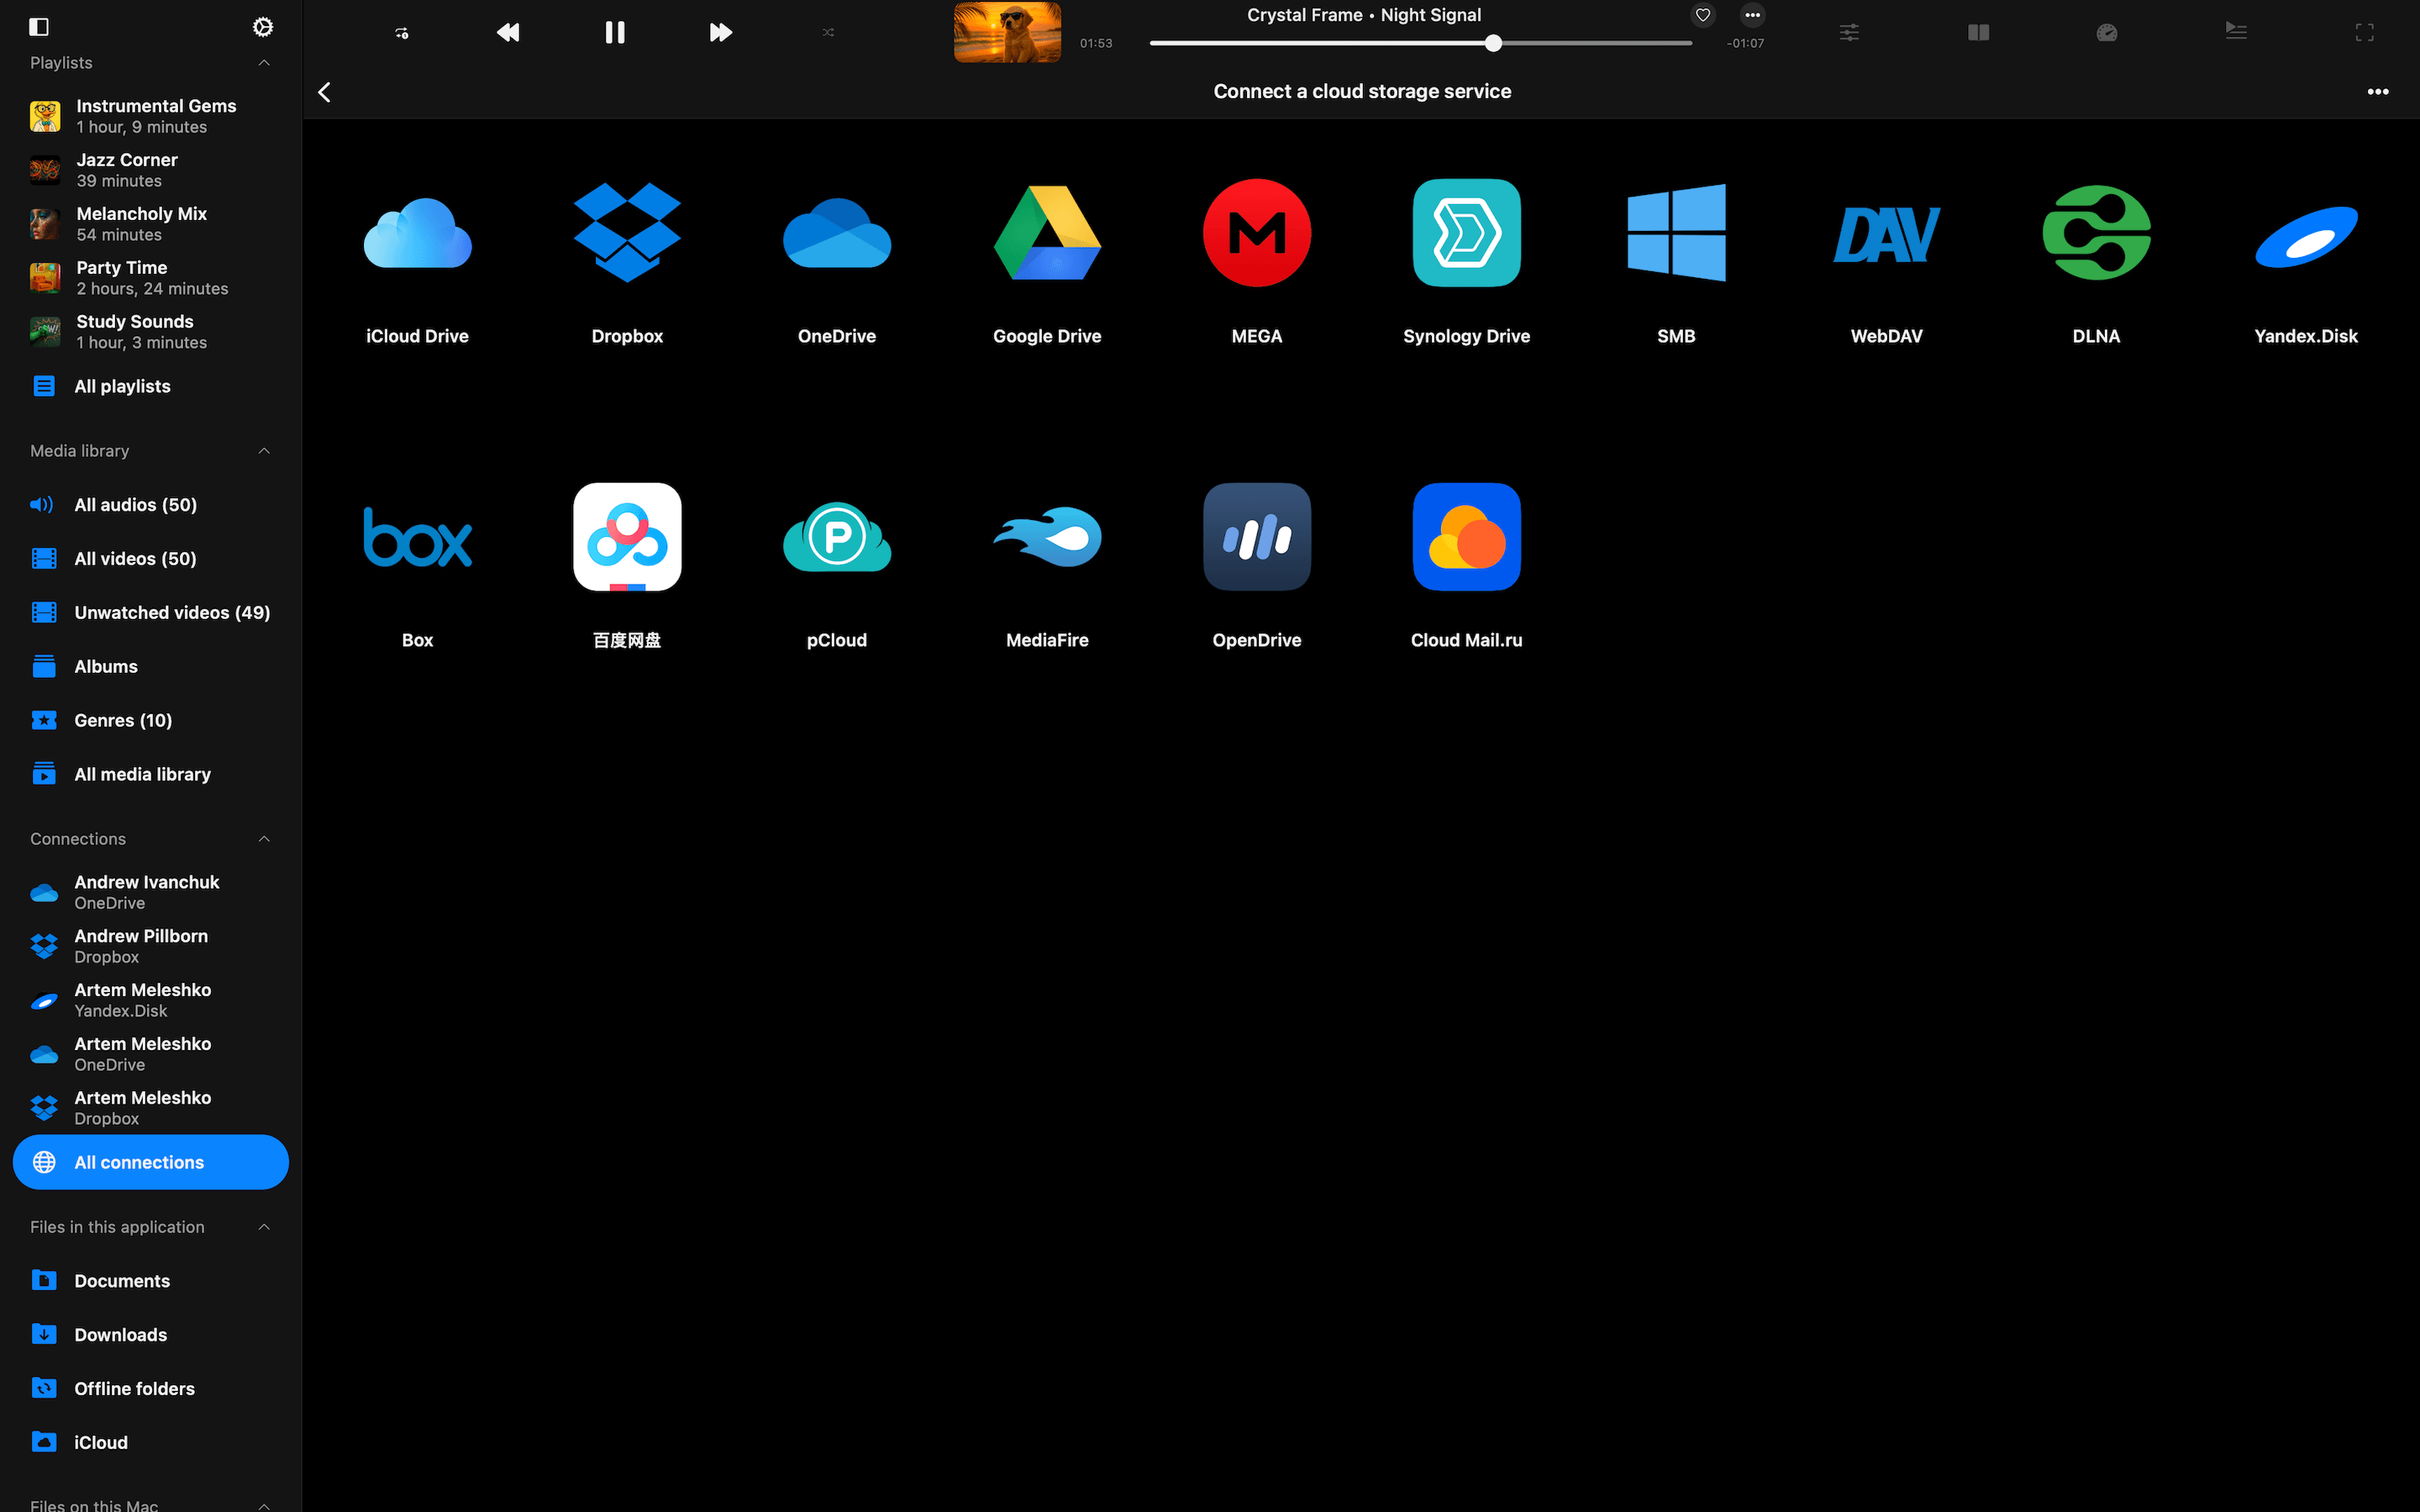 Playlists
Instrumental Gems
1 hour, 9 minutes
Jazz Corner
39 minutes
Melancholy Mix
54 minutes
Party Time
2 hours, 24 minutes
Study Sounds
1 hour, 3 minutes
All playlists
Media library
All audios (50)
All videos (50)
Unwatched videos (49)
Albums
Genres (10)
All media library
Connections
Andrew Ivanchuk
OneDrive
Andrew Pillborn
Dropbox
Artem Meleshko
Yandex.Disk
Artem Meleshko
OneDrive
Artem Meleshko
Dropbox
All connections
Files in this application
Documents
Downloads
Offline folders
iCloud
Files on this Mac
Crystal Frame • Night Signal
01:53
-01:07
Connect a cloud storage service
DAV
iCloud Drive
Dropbox
OneDrive
Google Drive
MEGA
Synology Drive
SMB
WebDAV
DLNA
Yandex.Disk
box
Box
百度网盘
pCloud
MediaFire
OpenDrive
Cloud Mail.ru